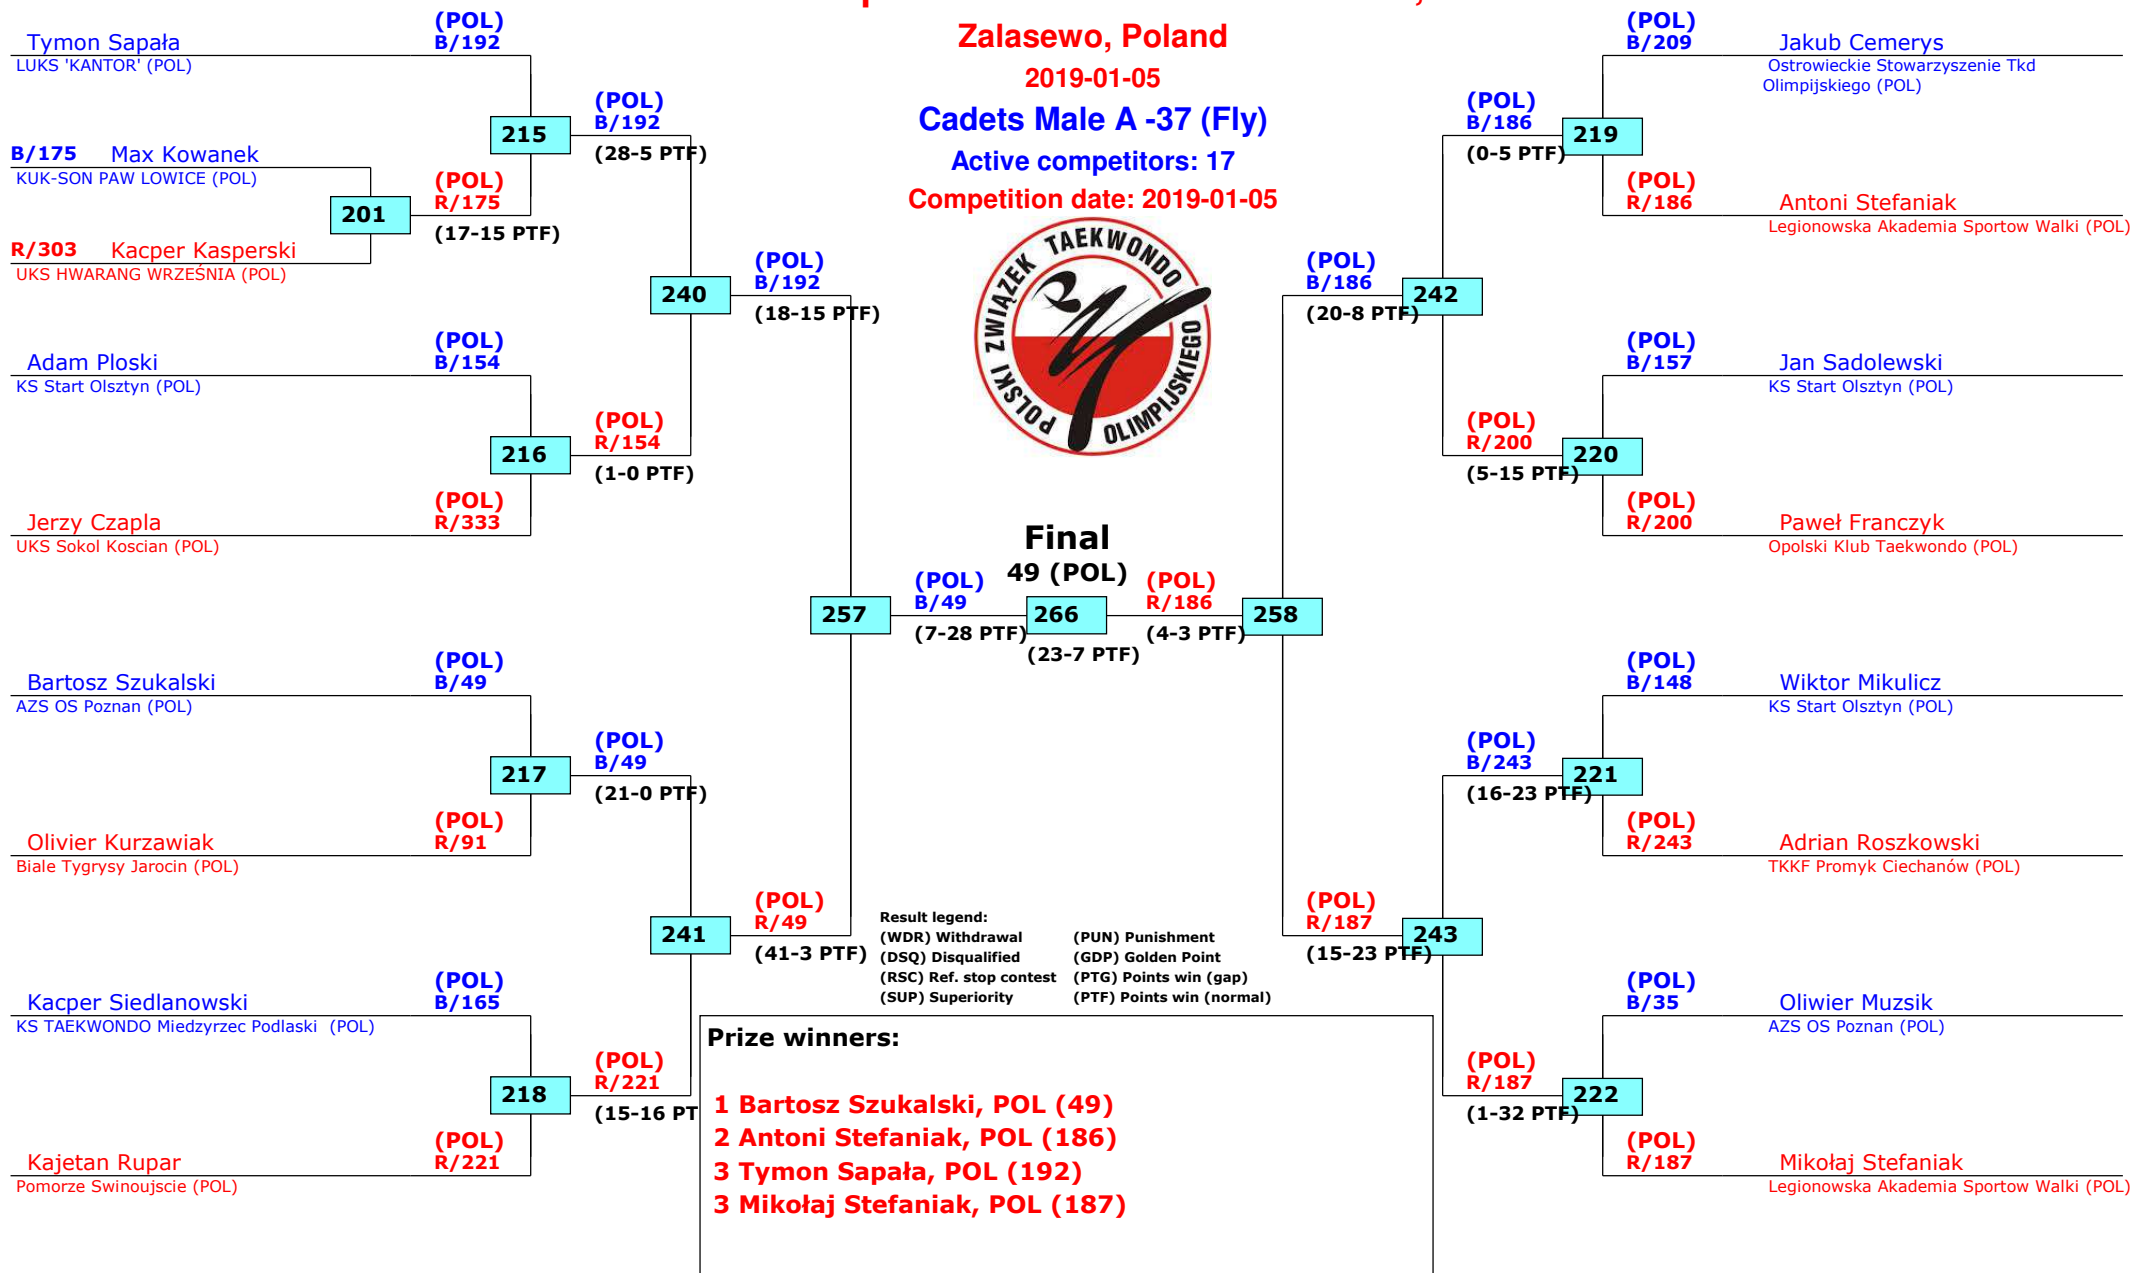 Zalasewo, Poland
2019-01-05
Cadets Male A -37 (Fly)
Active competitors: 17
Competition date: 2019-01-05
POLSKI ZWIĄZEK TAEKWONDO OLIMPIJSKIEGO
(POL)
Tymon Sapała B/192
LUKS 'KANTOR' (POL)
215
(POL)
B/192
(28-5 PTF)
B/175 Max Kowanek
KUK-SON PAW LOWICE (POL)
201
(POL)
R/175
(17-15 PTF)
R/303 Kacper Kasperski
UKS HWARANG WRZEŚNIA (POL)
240
(POL)
B/192
(18-15 PTF)
(POL)
Adam Ploski B/154
KS Start Olsztyn (POL)
216
(POL)
R/154
(1-0 PTF)
(POL)
Jerzy Czapla R/333
UKS Sokol Koscian (POL)
257
(POL)
B/49
(7-28 PTF)
(POL)
Bartosz Szukalski B/49
AZS OS Poznan (POL)
217
(POL)
B/49
(21-0 PTF)
(POL)
Olivier Kurzawiak R/91
Biale Tygrysy Jarocin (POL)
241
(POL)
R/49
(41-3 PTF)
(POL)
Kacper Siedlanowski B/165
KS TAEKWONDO Miedzyrzec Podlaski (POL)
218
(POL)
R/221
(15-16 PT
(POL)
Kajetan Rupar R/221
Pomorze Swinoujscie (POL)
Final
49 (POL)
266
(23-7 PTF)
(POL)
B/209 Jakub Cemerys
Ostrowieckie Stowarzyszenie Tkd
Olimpijskiego (POL)
(POL)
B/186
219
(0-5 PTF)
(POL)
R/186 Antoni Stefaniak
Legionowska Akademia Sportow Walki (POL)
(POL)
B/186
242
(20-8 PTF)
(POL)
B/157 Jan Sadolewski
KS Start Olsztyn (POL)
(POL)
R/200
220
(5-15 PTF)
(POL)
R/200 Paweł Franczyk
Opolski Klub Taekwondo (POL)
(POL)
R/186
258
(4-3 PTF)
(POL)
B/148 Wiktor Mikulicz
KS Start Olsztyn (POL)
(POL)
B/243
221
(16-23 PTF)
(POL)
R/243 Adrian Roszkowski
TKKF Promyk Ciechanów (POL)
(POL)
R/187
243
(15-23 PTF)
(POL)
B/35 Oliwier Muzsik
AZS OS Poznan (POL)
(POL)
R/187
222
(1-32 PTF)
(POL)
R/187 Mikołaj Stefaniak
Legionowska Akademia Sportow Walki (POL)
Result legend:
(WDR) Withdrawal (PUN) Punishment
(DSQ) Disqualified (GDP) Golden Point
(RSC) Ref. stop contest (PTG) Points win (gap)
(SUP) Superiority (PTF) Points win (normal)
Prize winners:
1 Bartosz Szukalski, POL (49)
2 Antoni Stefaniak, POL (186)
3 Tymon Sapała, POL (192)
3 Mikołaj Stefaniak, POL (187)